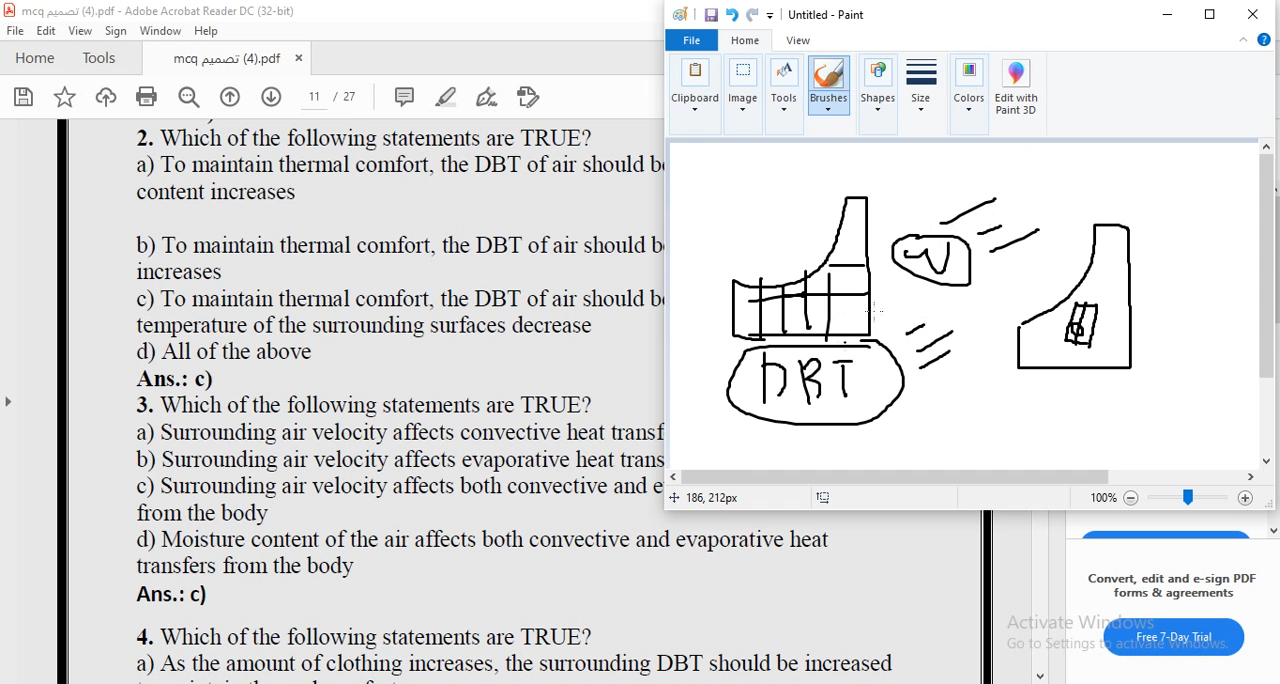 mcq تصميم (4).pdf - Adobe Acrobat Reader DC (32-bit)
File Edit View Sign Window Help
Home Tools mcq تصميم (4).pdf ×
11 / 27
2. Which of the following statements are TRUE?
a) To maintain thermal comfort, the DBT of air should be
content increases
b) To maintain thermal comfort, the DBT of air should be
increases
c) To maintain thermal comfort, the DBT of air should be
temperature of the surrounding surfaces decrease
d) All of the above
Ans.: c)
3. Which of the following statements are TRUE?
a) Surrounding air velocity affects convective heat transf
b) Surrounding air velocity affects evaporative heat trans
c) Surrounding air velocity affects both convective and e
from the body
d) Moisture content of the air affects both convective and evaporative heat
transfers from the body
Ans.: c)
4. Which of the following statements are TRUE?
a) As the amount of clothing increases, the surrounding DBT should be increased
Untitled - Paint
File Home View
Clipboard Image Tools Brushes Shapes Size Colors Edit with
Paint 3D
DBT
186, 212px
100%
Convert, edit and e-sign PDF
forms & agreements
Free 7-Day Trial
Activate Windows
Go to Settings to activate Windows.